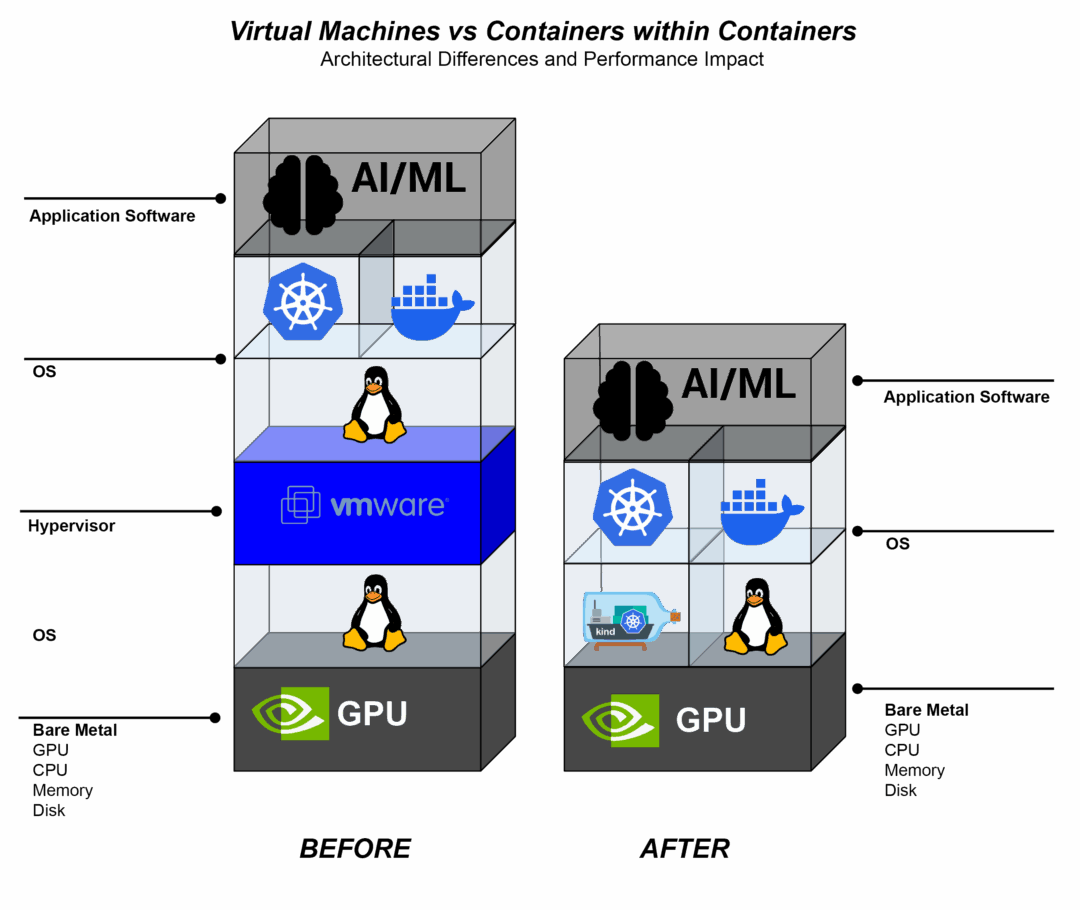 Virtual Machines vs Containers within Containers
Architectural Differences and Performance Impact
AI/ML
Application Software
OS
vmware®
Hypervisor
OS
GPU
Bare Metal
GPU
CPU
Memory
Disk
BEFORE
AI/ML
Application Software
OS
kind
GPU
Bare Metal
GPU
CPU
Memory
Disk
AFTER